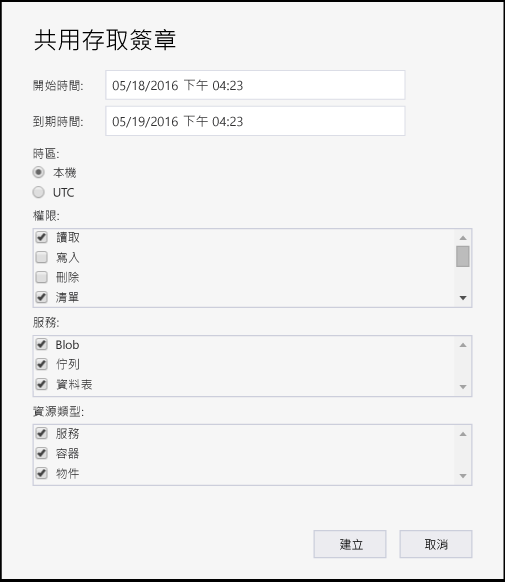 共用存取簽章
開始時間: 05/18/2016 下午 04:23
到期時間: 05/19/2016 下午 04:23
時區:
本機
UTC
權限:
讀取
寫入
刪除
清單
服務:
Blob
佇列
資料表
資源類型:
服務
容器
物件
建立 取消